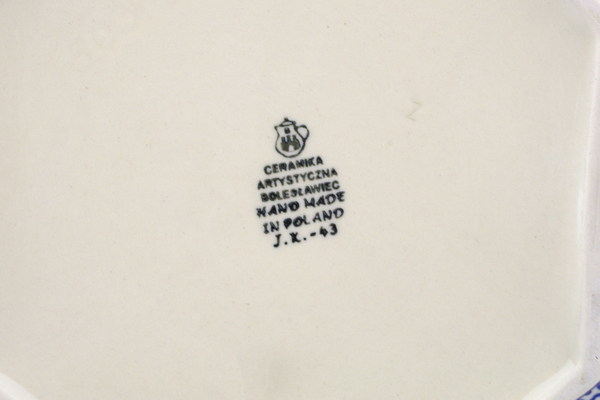 CERAMIKA
ARTYSTYCZNA
BOLESŁAWIEC
HAND MADE
IN POLAND
J.K.-43